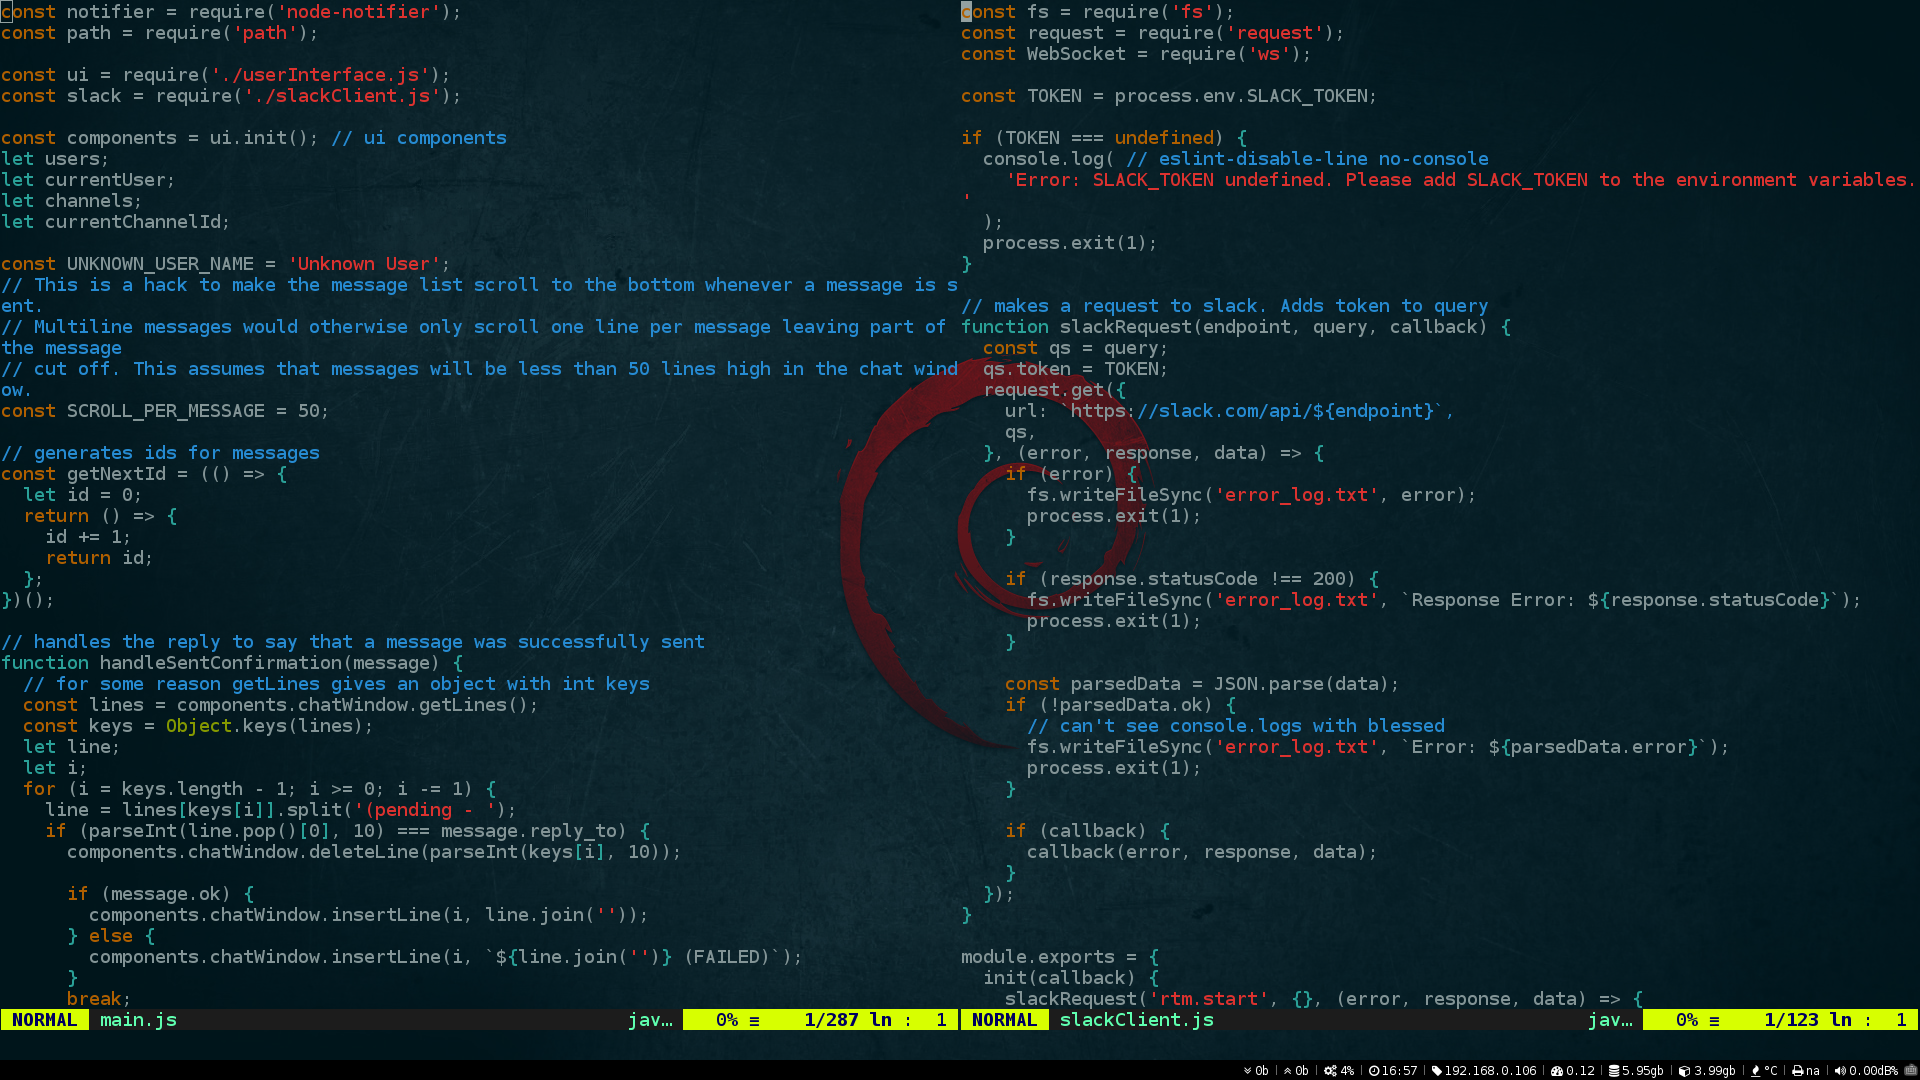 const notifier = require('node-notifier');
const path = require('path');

const ui = require('./userInterface.js');
const slack = require('./slackClient.js');

const components = ui.init(); // ui components
let users;
let currentUser;
let channels;
let currentChannelId;

const UNKNOWN_USER_NAME = 'Unknown User';
// This is a hack to make the message list scroll to the bottom whenever a message is s
ent.
// Multiline messages would otherwise only scroll one line per message leaving part of
the message
// cut off. This assumes that messages will be less than 50 lines high in the chat wind
ow.
const SCROLL_PER_MESSAGE = 50;

// generates ids for messages
const getNextId = (() => {
  let id = 0;
  return () => {
    id += 1;
    return id;
  };
})();

// handles the reply to say that a message was successfully sent
function handleSentConfirmation(message) {
  // for some reason getLines gives an object with int keys
  const lines = components.chatWindow.getLines();
  const keys = Object.keys(lines);
  let line;
  let i;
  for (i = keys.length - 1; i >= 0; i -= 1) {
    line = lines[keys[i]].split('(pending - ');
    if (parseInt(line.pop()[0], 10) === message.reply_to) {
      components.chatWindow.deleteLine(parseInt(keys[i], 10));

      if (message.ok) {
        components.chatWindow.insertLine(i, line.join(''));
      } else {
        components.chatWindow.insertLine(i, `${line.join('')} (FAILED)`);
      }
      break;
NORMAL main.js jav… 0% ≡ 1/287 ln : 1
const fs = require('fs');
const request = require('request');
const WebSocket = require('ws');

const TOKEN = process.env.SLACK_TOKEN;

if (TOKEN === undefined) {
  console.log( // eslint-disable-line no-console
    'Error: SLACK_TOKEN undefined. Please add SLACK_TOKEN to the environment variables.
'
  );
  process.exit(1);
}

// makes a request to slack. Adds token to query
function slackRequest(endpoint, query, callback) {
  const qs = query;
  qs.token = TOKEN;
  request.get({
    url: `https://slack.com/api/${endpoint}`,
    qs,
  }, (error, response, data) => {
    if (error) {
      fs.writeFileSync('error_log.txt', error);
      process.exit(1);
    }

    if (response.statusCode !== 200) {
      fs.writeFileSync('error_log.txt', `Response Error: ${response.statusCode}`);
      process.exit(1);
    }

    const parsedData = JSON.parse(data);
    if (!parsedData.ok) {
      // can't see console.logs with blessed
      fs.writeFileSync('error_log.txt', `Error: ${parsedData.error}`);
      process.exit(1);
    }

    if (callback) {
      callback(error, response, data);
    }
  });
}

module.exports = {
  init(callback) {
    slackRequest('rtm.start', {}, (error, response, data) => {
NORMAL slackClient.js jav… 0% ≡ 1/123 ln : 1
0b 0b 4% 16:57 192.168.0.106 0.12 5.95gb 3.99gb °C na 0.00dB%